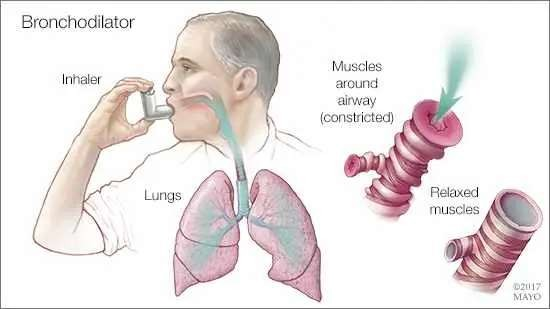 Bronchodilator
Inhaler
Lungs
Muscles
around
airway
(constricted)
Relaxed
muscles
©2017
MAYO